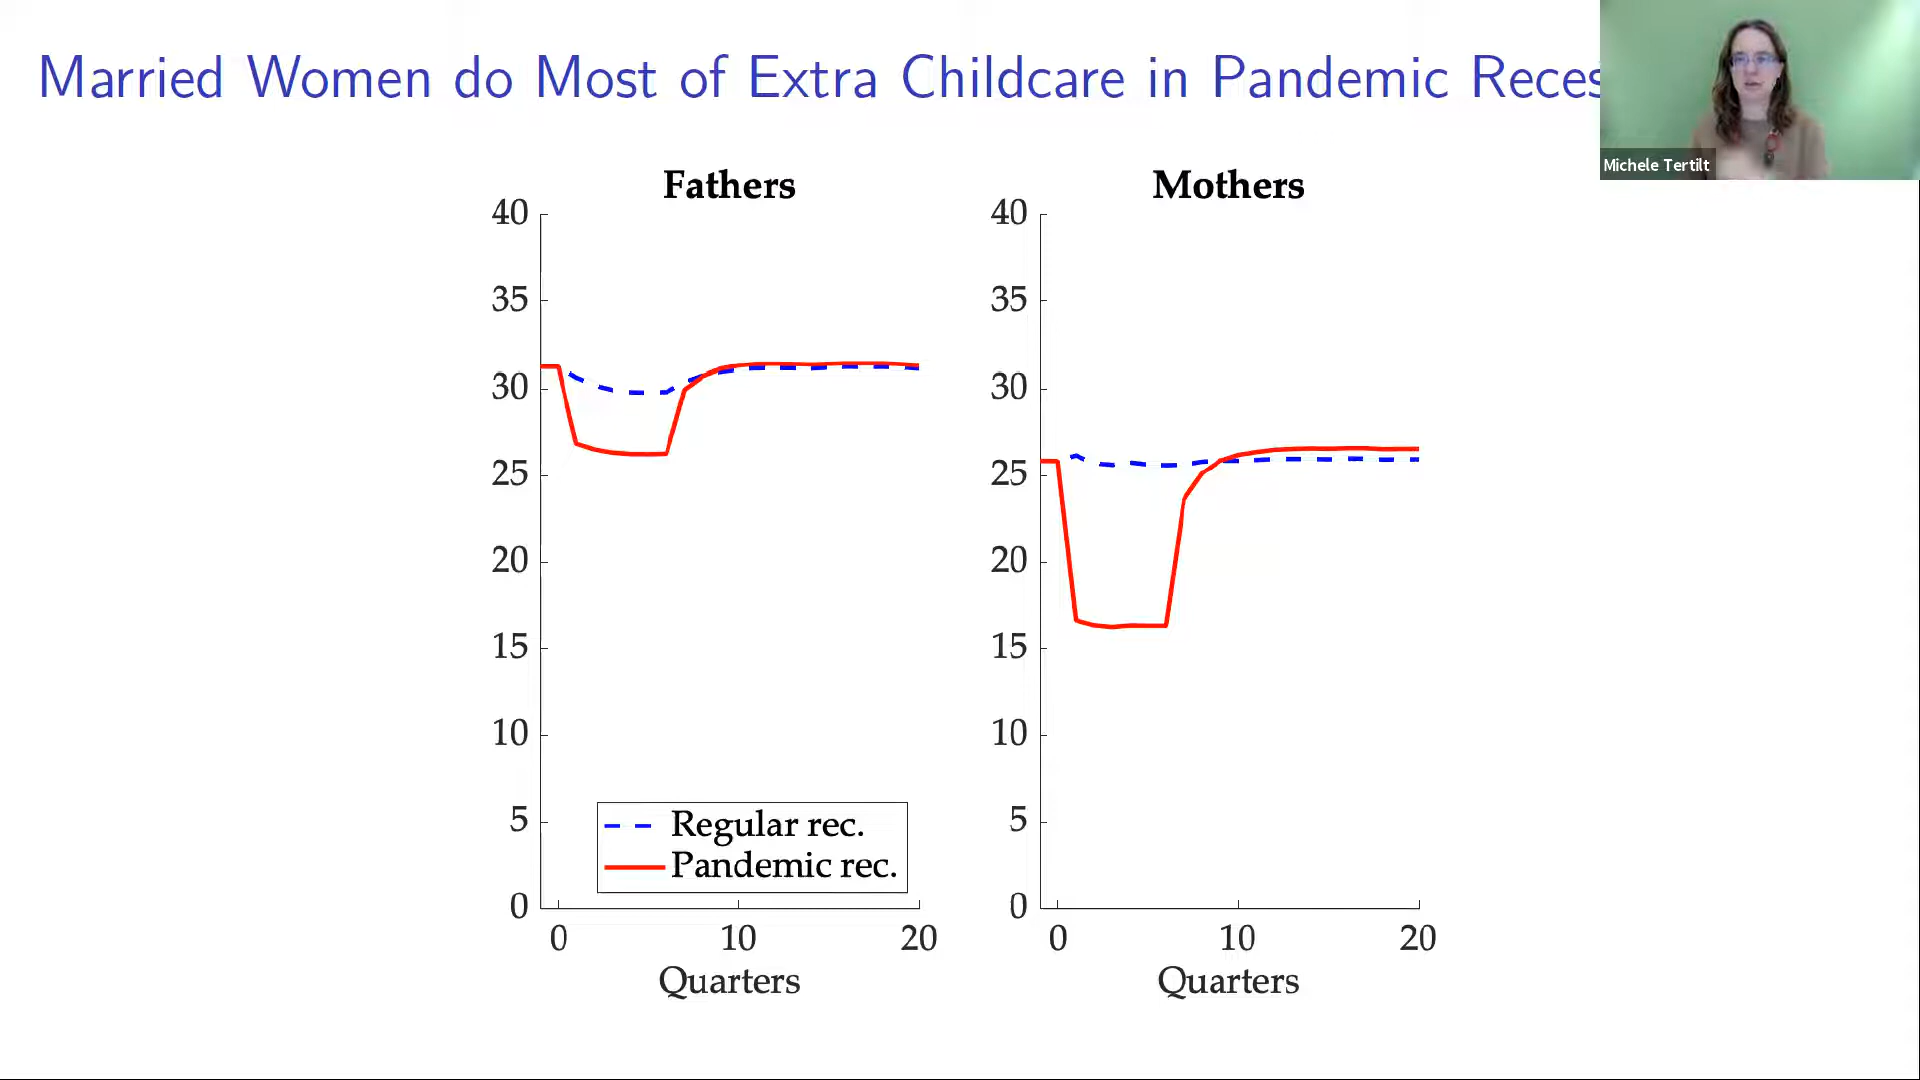 Married Women do Most of Extra Childcare in Pandemic Reces
Michele Tertilt
Fathers
40
35
30
25
20
15
10
5
0
0 10 20
Quarters
Regular rec.
Pandemic rec.
Mothers
40
35
30
25
20
15
10
5
0
0 10 20
Quarters